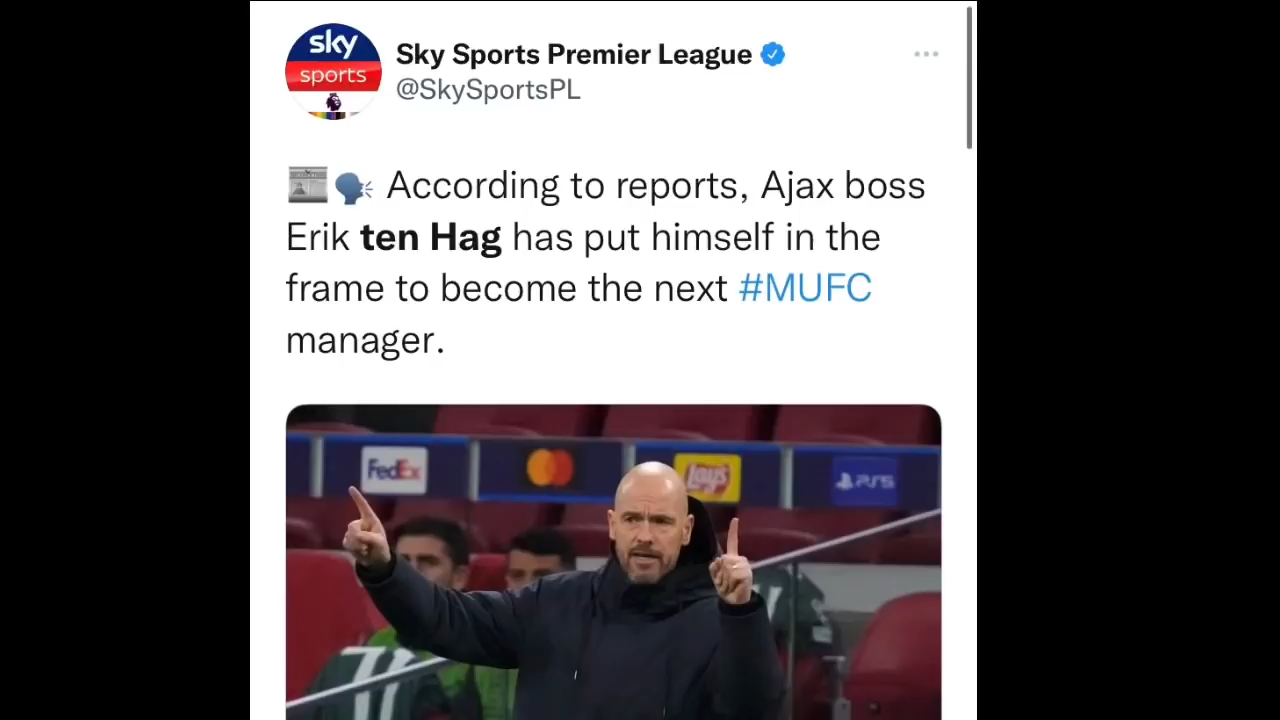 sky
sports
Sky Sports Premier League
@SkySportsPL
According to reports, Ajax boss
Erik ten Hag has put himself in the
frame to become the next #MUFC
manager.
FedEx
Lay's
PS5